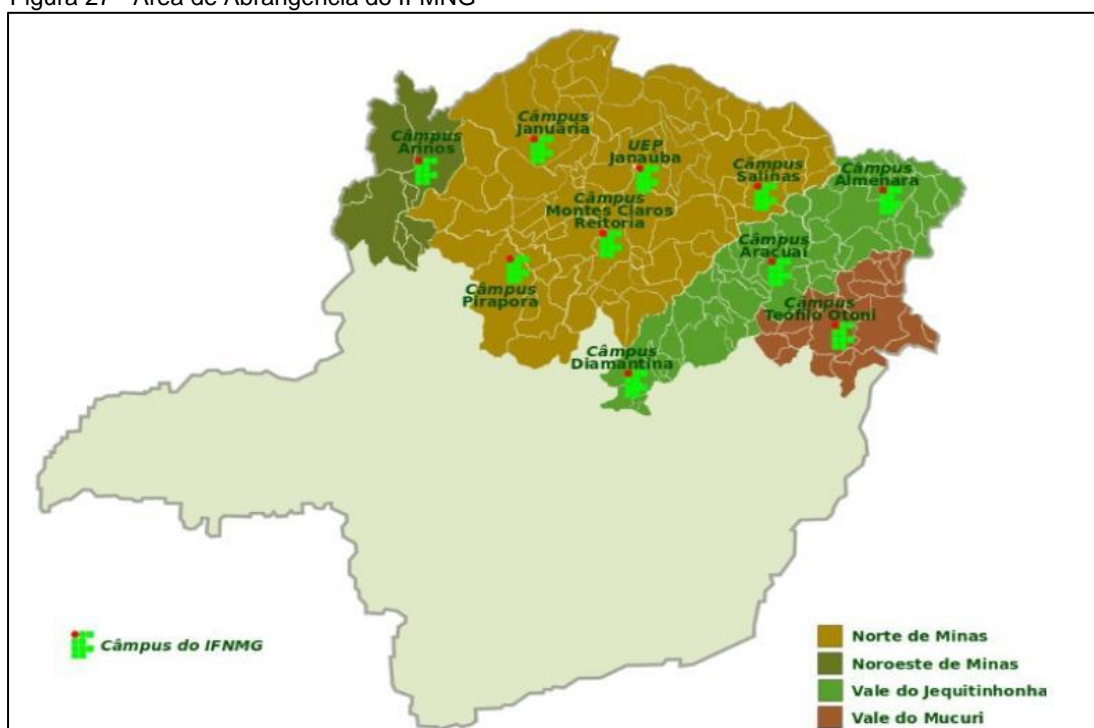 Figura 27 - Área de Abrangência do IFMNG
Câmpus
Januária
Câmpus
Arinos
UEP
Janaúba
Câmpus
Salinas
Câmpus
Almenara
Câmpus
Montes Claros
Reitoria
Câmpus
Araçuaí
Câmpus
Pirapora
Câmpus
Teófilo Otoni
Câmpus
Diamantina
Câmpus do IFNMG
Norte de Minas
Noroeste de Minas
Vale do Jequitinhonha
Vale do Mucuri